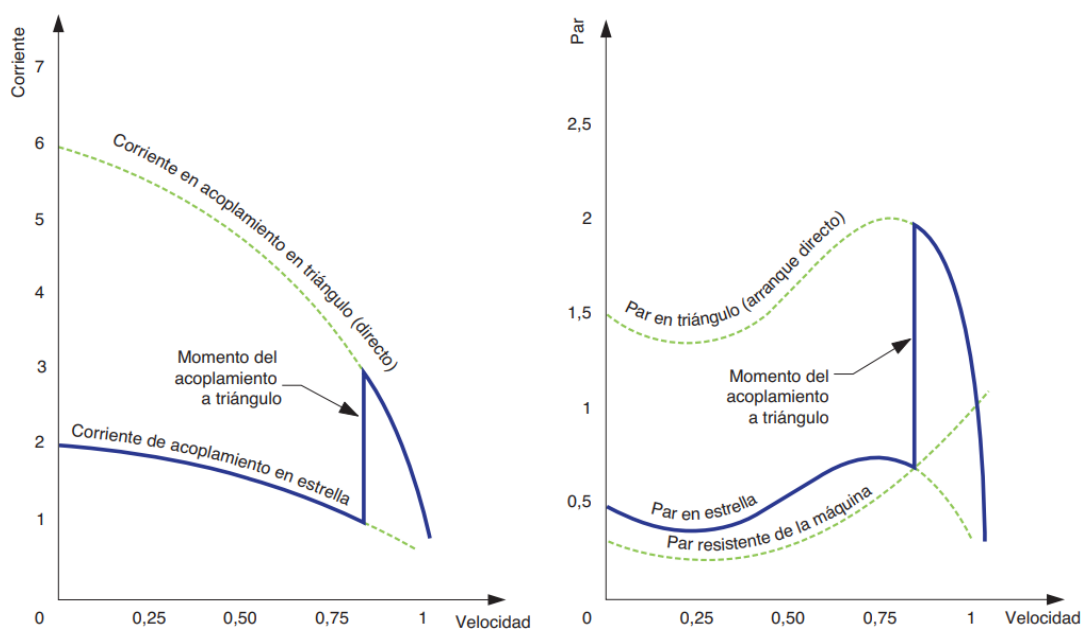 Corriente
7
6
5
4
3
2
1
0
0,25
0,50
0,75
1
Velocidad
Corriente en acoplamiento en triángulo (directo)
Momento del
acoplamiento
a triángulo
Corriente de acoplamiento en estrella
Par
2,5
2
1,5
1
0,5
0
0,25
0,50
0,75
1
Velocidad
Par en triángulo (arranque directo)
Momento del
acoplamiento
a triángulo
Par en estrella
Par resistente de la máquina